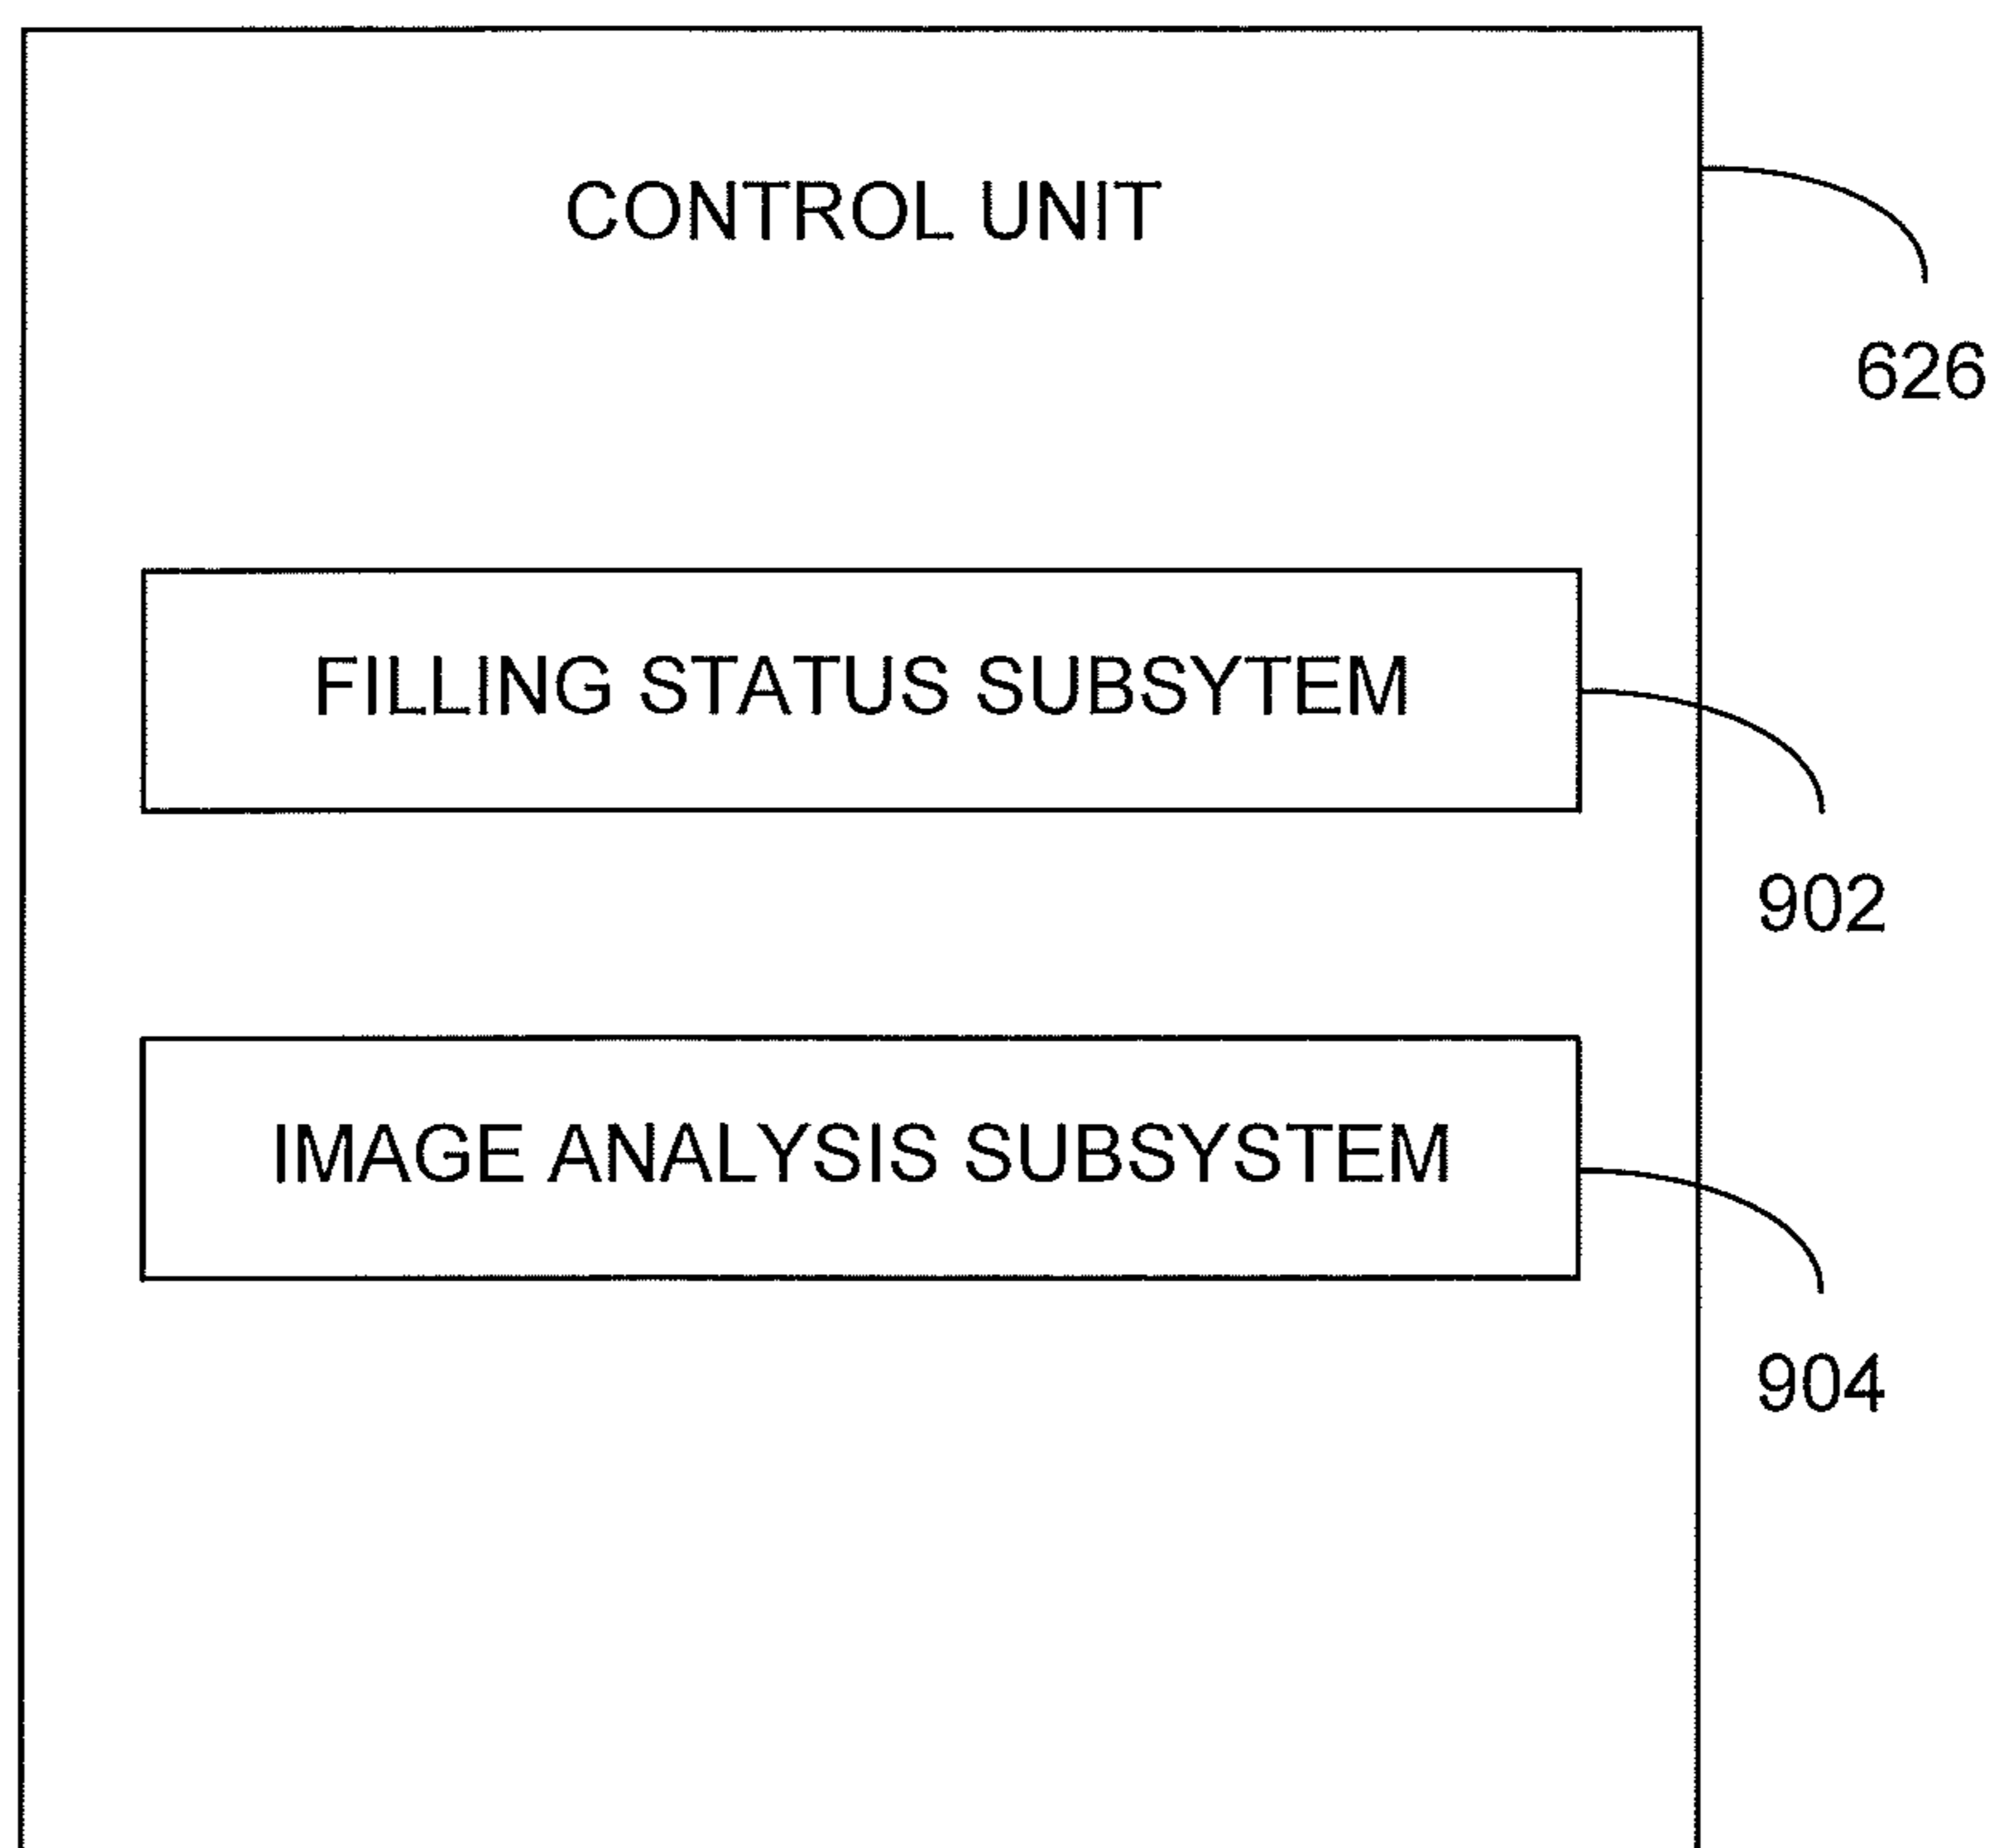 CONTROL UNIT
626
FILLING STATUS SUBSYTEM
902
IMAGE ANALYSIS SUBSYSTEM
904